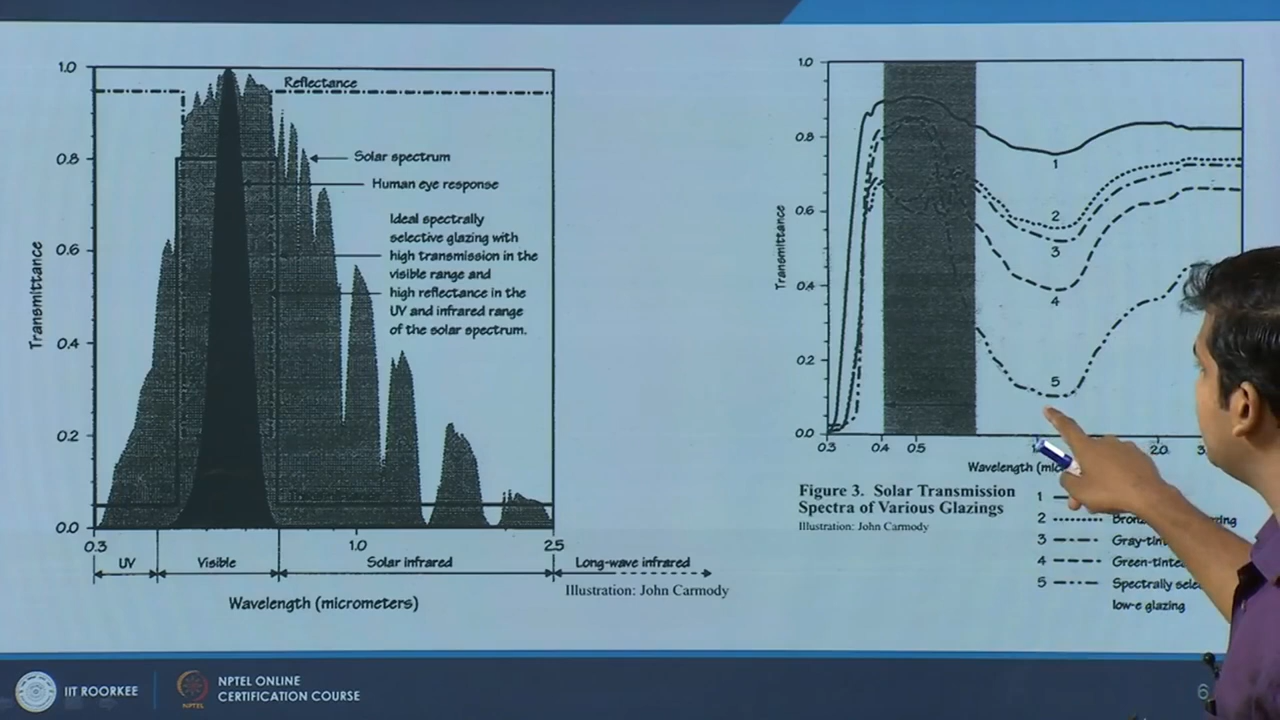 1.0
0.8
0.6
0.4
0.2
0.0
Transmittance
Reflectance
Solar spectrum
Human eye response
Ideal spectrally
selective glazing with
high transmission in the
visible range and
high reflectance in the
UV and infrared range
of the solar spectrum.
0.3
1.0
2.5
UV
Visible
Solar infrared
Long-wave infrared
Illustration: John Carmody
Wavelength (micrometers)
1.0
0.8
0.6
0.4
0.2
0.0
Transmittance
1
2
3
4
5
0.3
0.4
0.5
2.0
Wavelength
Figure 3. Solar Transmission
Spectra of Various Glazings
Illustration: John Carmody
1
2
3
4
5 Spectrally
low-e glazing
IIT ROORKEE
NPTEL
NPTEL ONLINE
CERTIFICATION COURSE
6